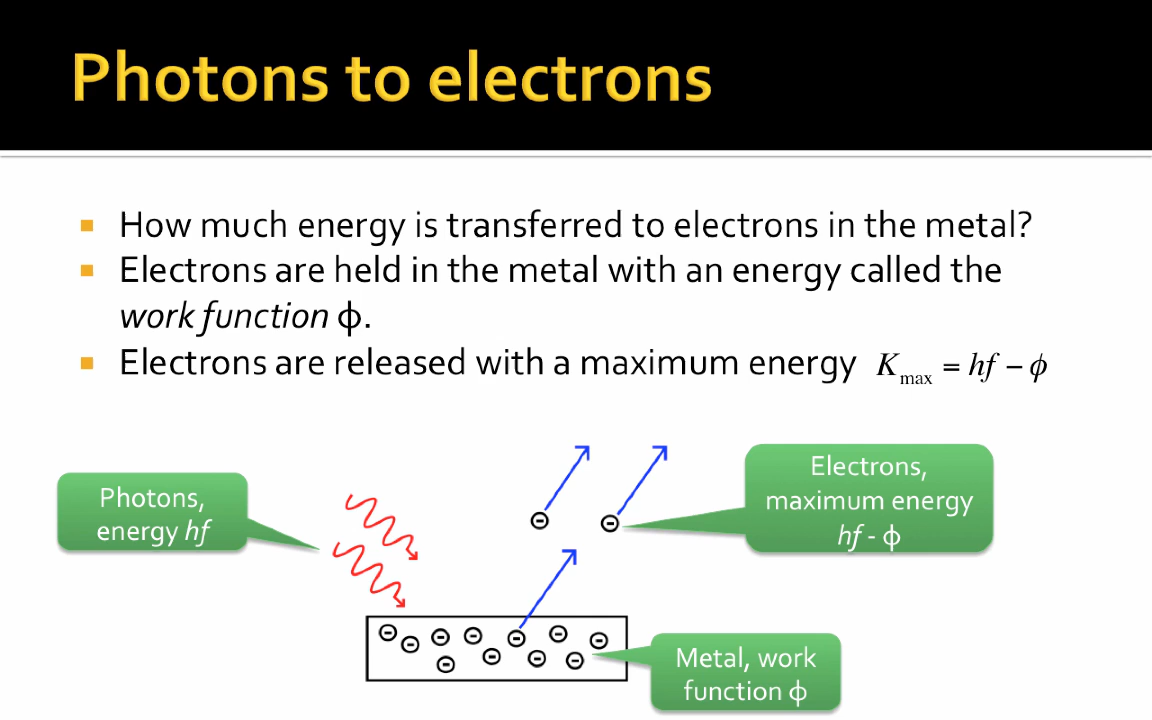 Photons to electrons
How much energy is transferred to electrons in the metal?
Electrons are held in the metal with an energy called the
work function ϕ.
Electrons are released with a maximum energy K_max = hf − ϕ
Photons,
energy hf
Electrons,
maximum energy
hf - ϕ
Metal, work
function ϕ